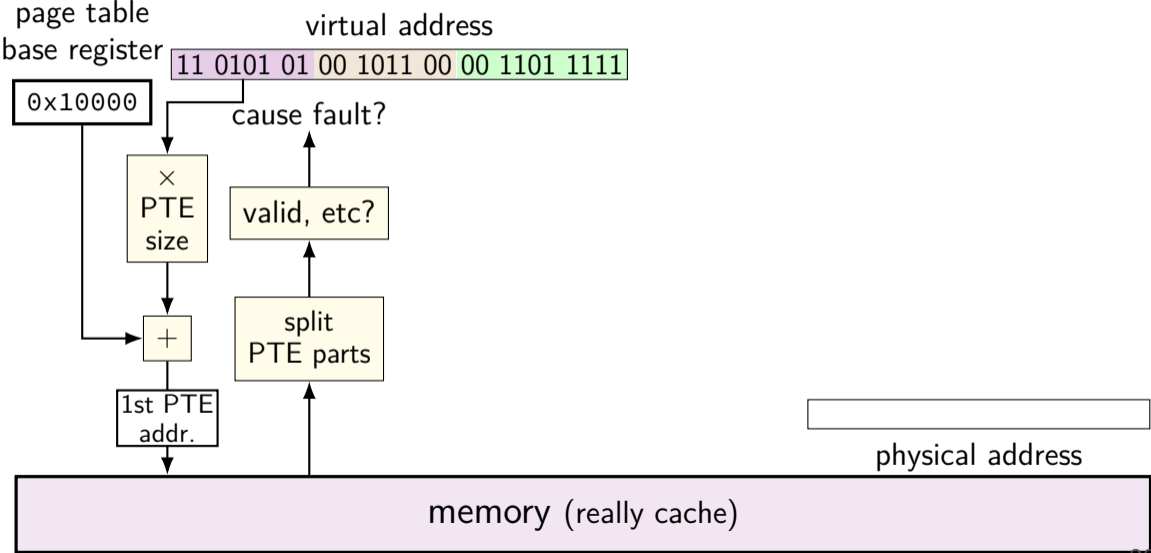 page table
base register
virtual address
11 0101 01 00 1011 00 00 1101 1111
0x10000
cause fault?
×
PTE
size
valid, etc?
split
PTE parts
+
1st PTE
addr.
physical address
memory (really cache)